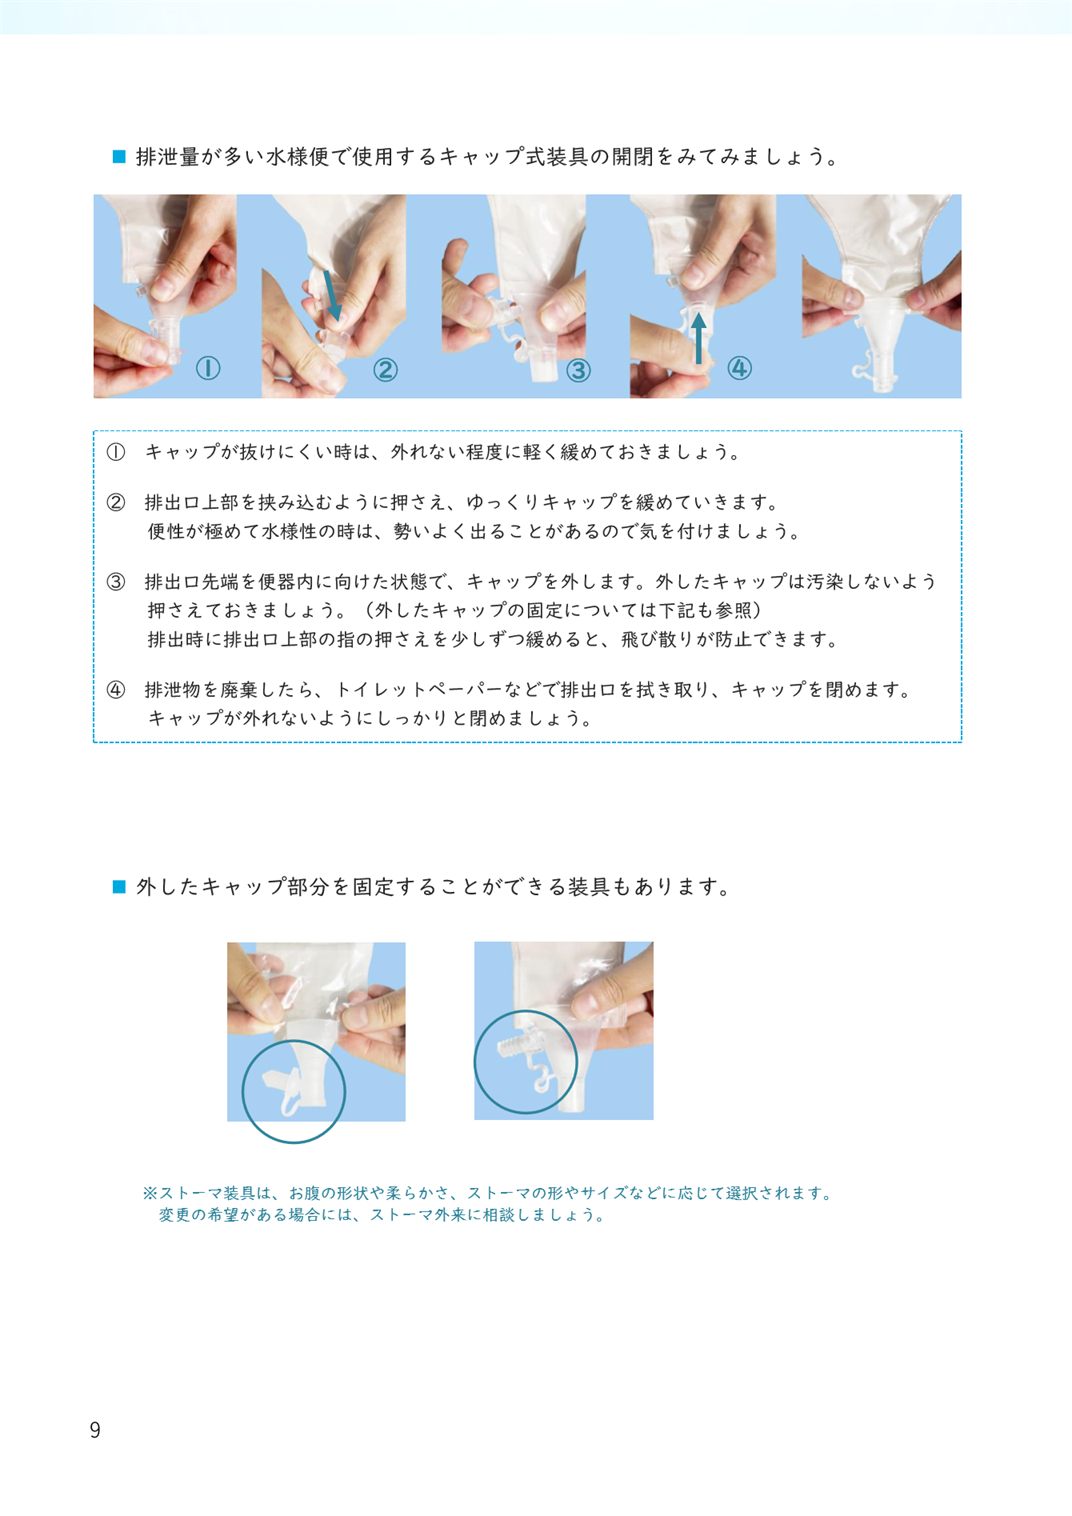 ■ 排泄量が多い水様便で使用するキャップ式装具の開閉をみてみましょう。
① ② ③ ④
① キャップが抜けにくい時は、外れない程度に軽く緩めておきましょう。
② 排出口上部を挟み込むように押さえ、ゆっくりキャップを緩めていきます。
便性が極めて水様性の時は、勢いよく出ることがあるので気を付けましょう。
③ 排出口先端を便器内に向けた状態で、キャップを外します。外したキャップは汚染しないよう
押さえておきましょう。（外したキャップの固定については下記も参照）
排出時に排出口上部の指の押さえを少しずつ緩めると、飛び散りが防止できます。
④ 排泄物を廃棄したら、トイレットペーパーなどで排出口を拭き取り、キャップを閉めます。
キャップが外れないようにしっかりと閉めましょう。
■ 外したキャップ部分を固定することができる装具もあります。
※ストーマ装具は、お腹の形状や柔らかさ、ストーマの形やサイズなどに応じて選択されます。
変更の希望がある場合には、ストーマ外来に相談しましょう。
9